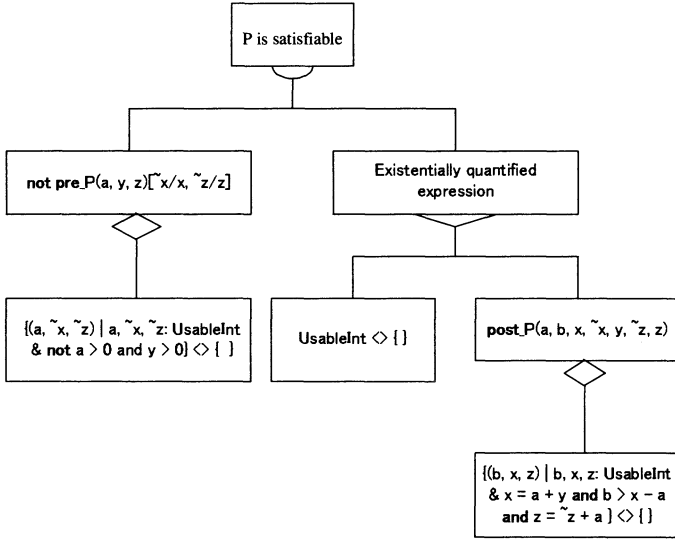 P is satisfiable
not pre_P(a, y, z)[~x/x, ~z/z]
Existentially quantified
expression
{(a, ~x, ~z) | a, ~x, ~z: UsableInt
& not a > 0 and y > 0} <> { }
UsableInt <> { }
post_P(a, b, x, ~x, y, ~z, z)
{(b, x, z) | b, x, z: UsableInt
& x = a + y and b > x - a
and z = ~z + a } <> { }